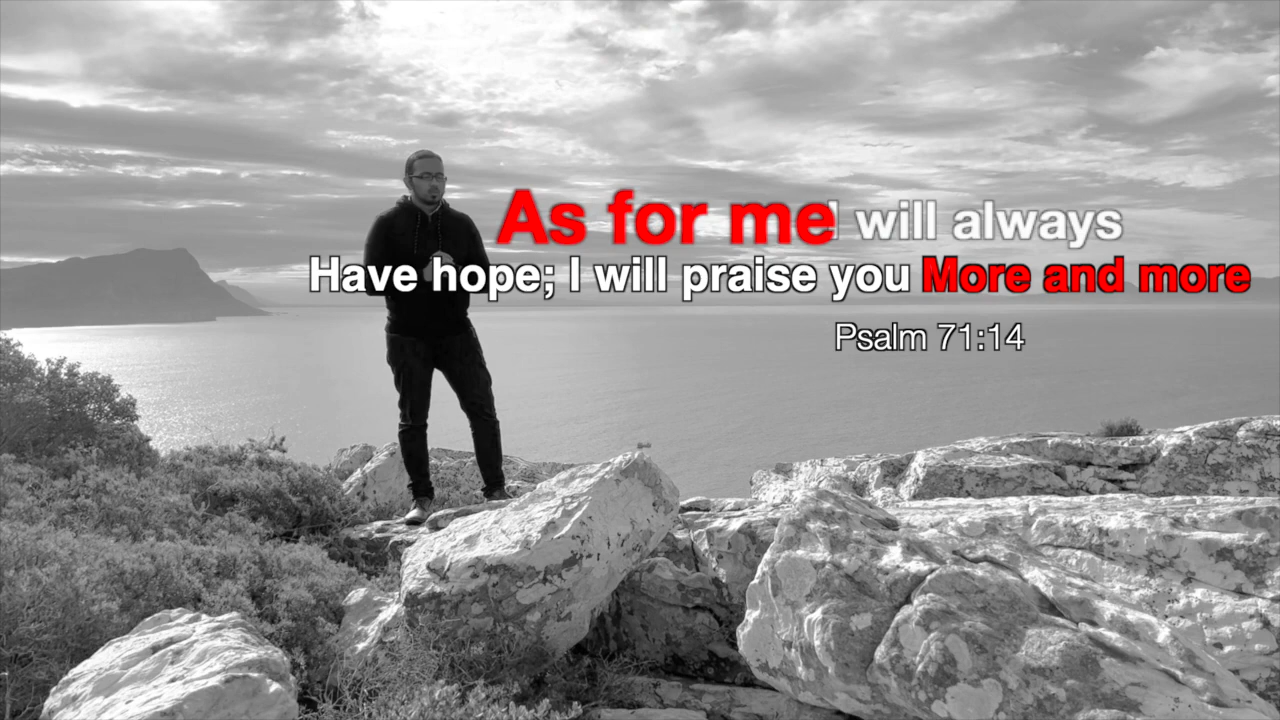 As for me I will always
Have hope; I will praise you More and more
Psalm 71:14